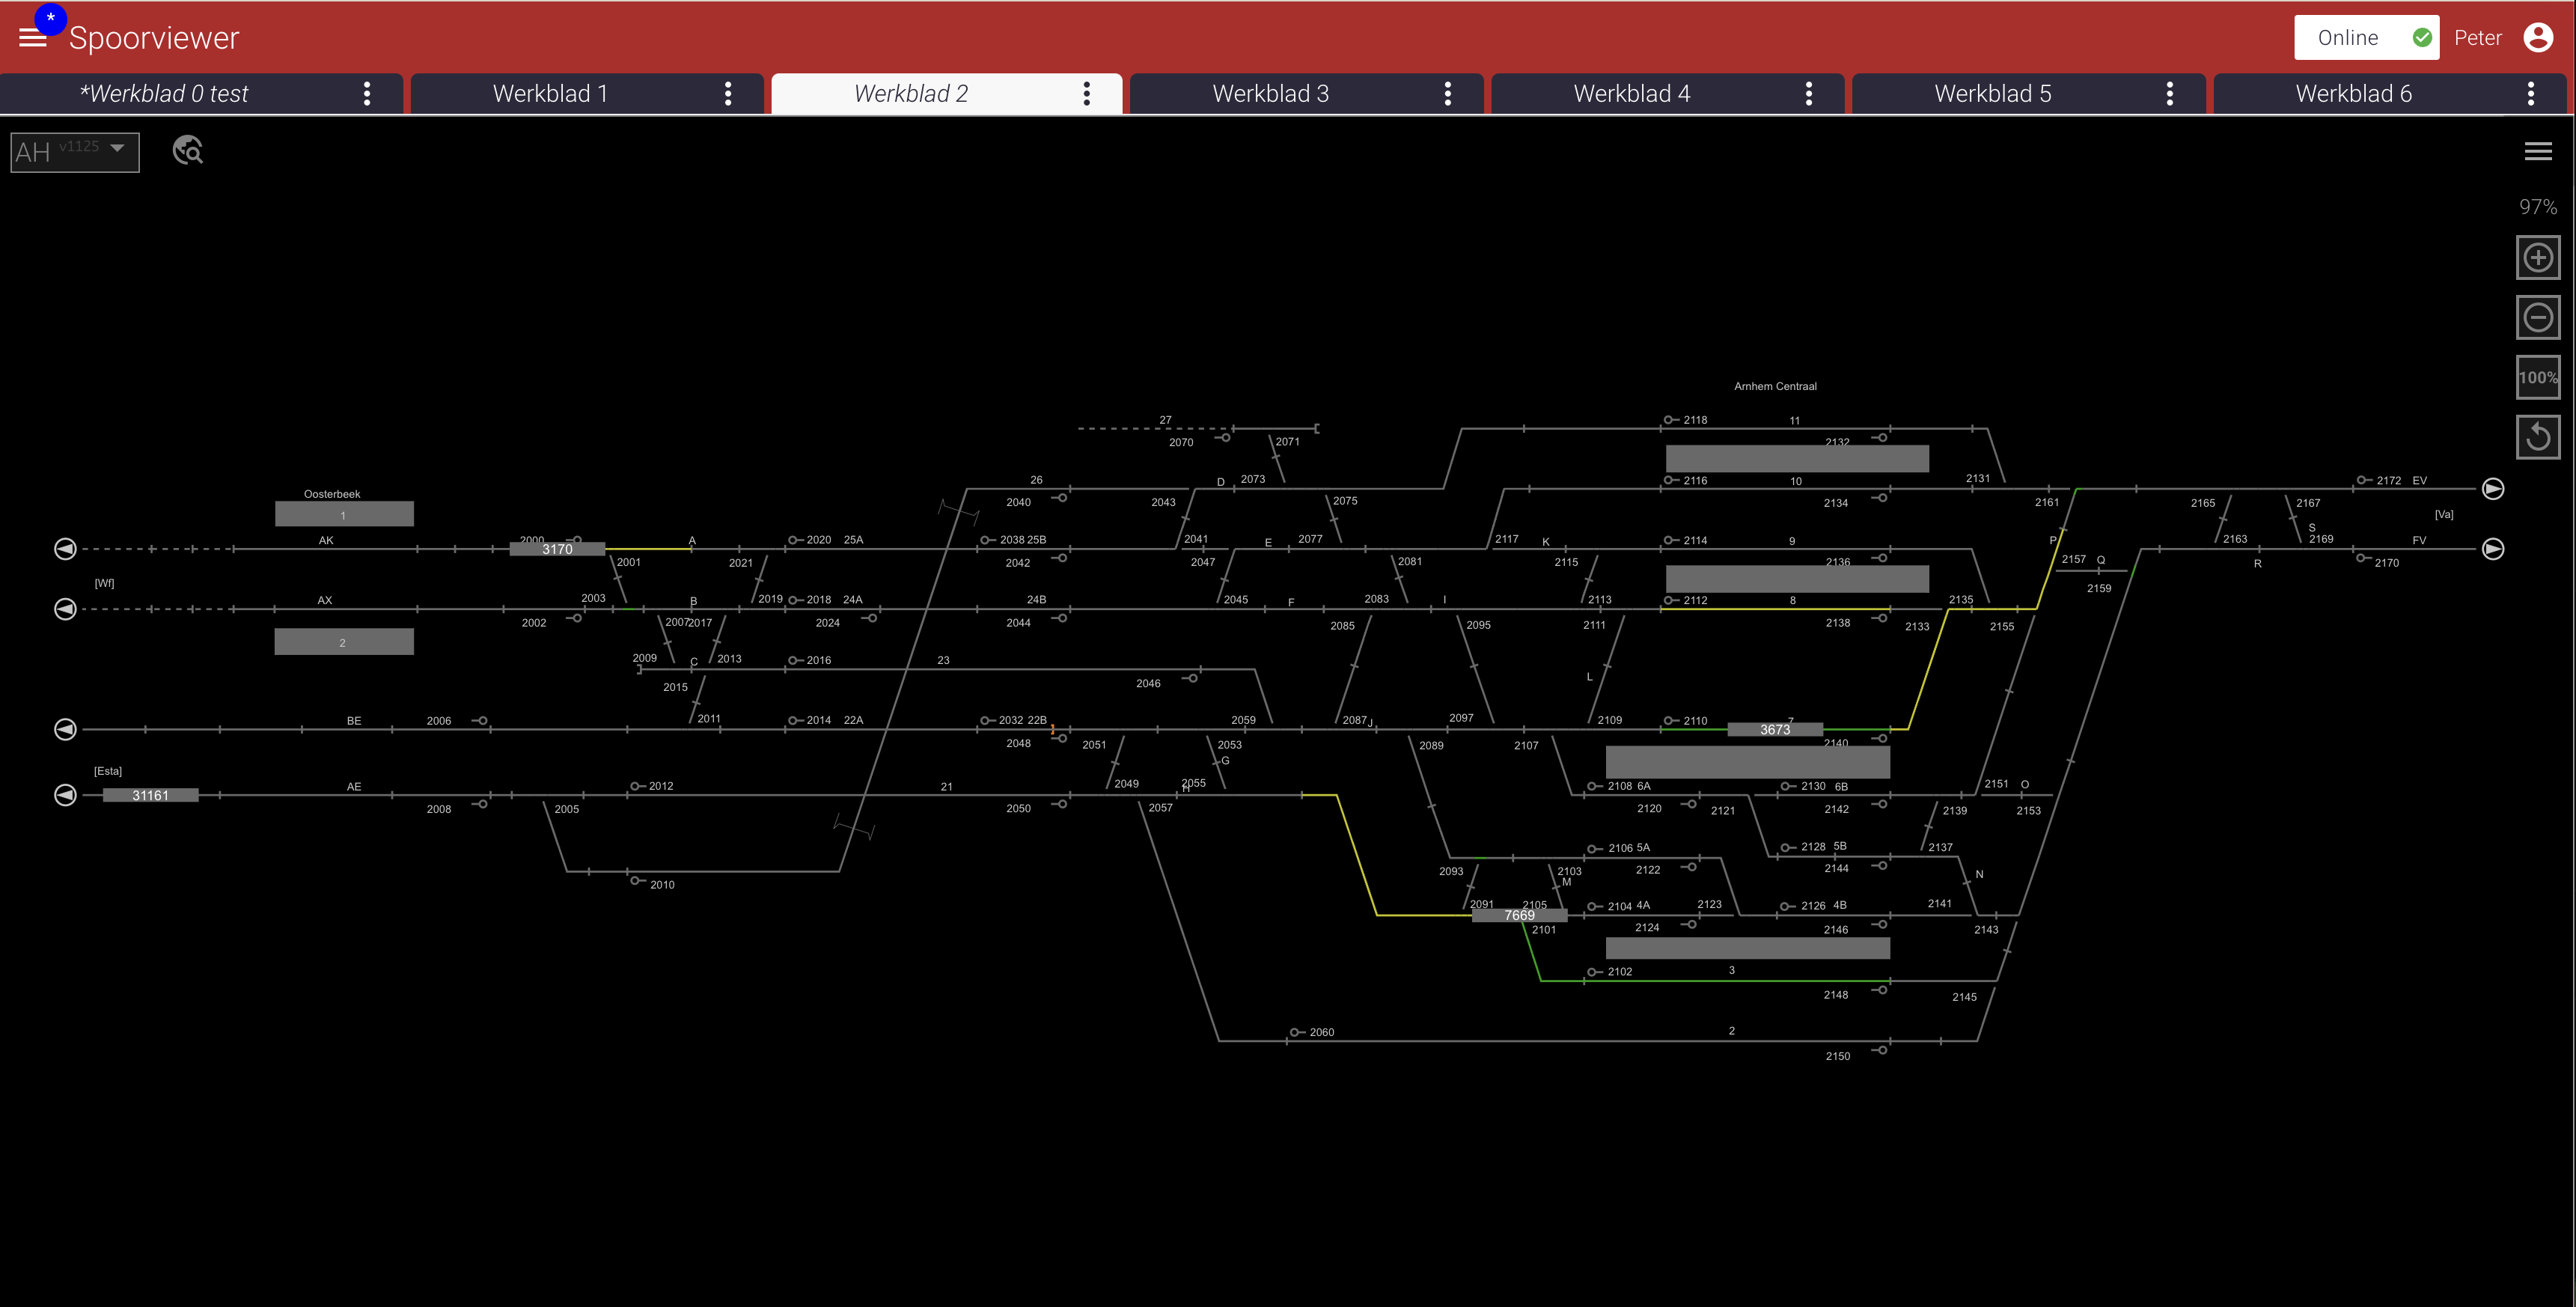 *
Spoorviewer
Online
Peter
*Werkblad 0 test
Werkblad 1
Werkblad 2
Werkblad 3
Werkblad 4
Werkblad 5
Werkblad 6
AH v1125
97%
100%
Arnhem Centraal
27 2118 11
2070 2071 2132
26 D 2073 2116 10 2131 2172 EV
Oosterbeek
2040 2043 2075 2134 2161 2165 2167
1
[Va]
S
AK 2000 A 2020 25A 2038 25B 2041 E 2077 2117 K 2114 9 P 2163 2169 FV
3170
2001 2021 2042 2047 2081 2115 2136 2157 Q R 2170
[Wf]
2159
AX 2003 B 2019 2018 24A 24B 2045 F 2083 I 2113 2112 8 2135
2002 2007 2017 2024 2044 2085 2095 2111 2138 2133 2155
2
2009 C 2013 2016 23
2015 2046 L
BE 2006 2011 2014 22A 2032 22B 2059 2087 J 2097 2109 2110 7
3673
2048 2051 2053 2089 2107 2140
G
[Esta]
AE 2012 21 2049 2055 2108 6A 2130 6B 2151 O
31161 H
2008 2005 2050 2057 2120 2121 2142 2139 2153
2106 5A 2128 5B 2137
2093 2103 2122 2144 N
2010 M
2091 2105 2104 4A 2123 2126 4B 2141
7669
2101 2124 2146 2143
2102 3
2148 2145
2060 2
2150